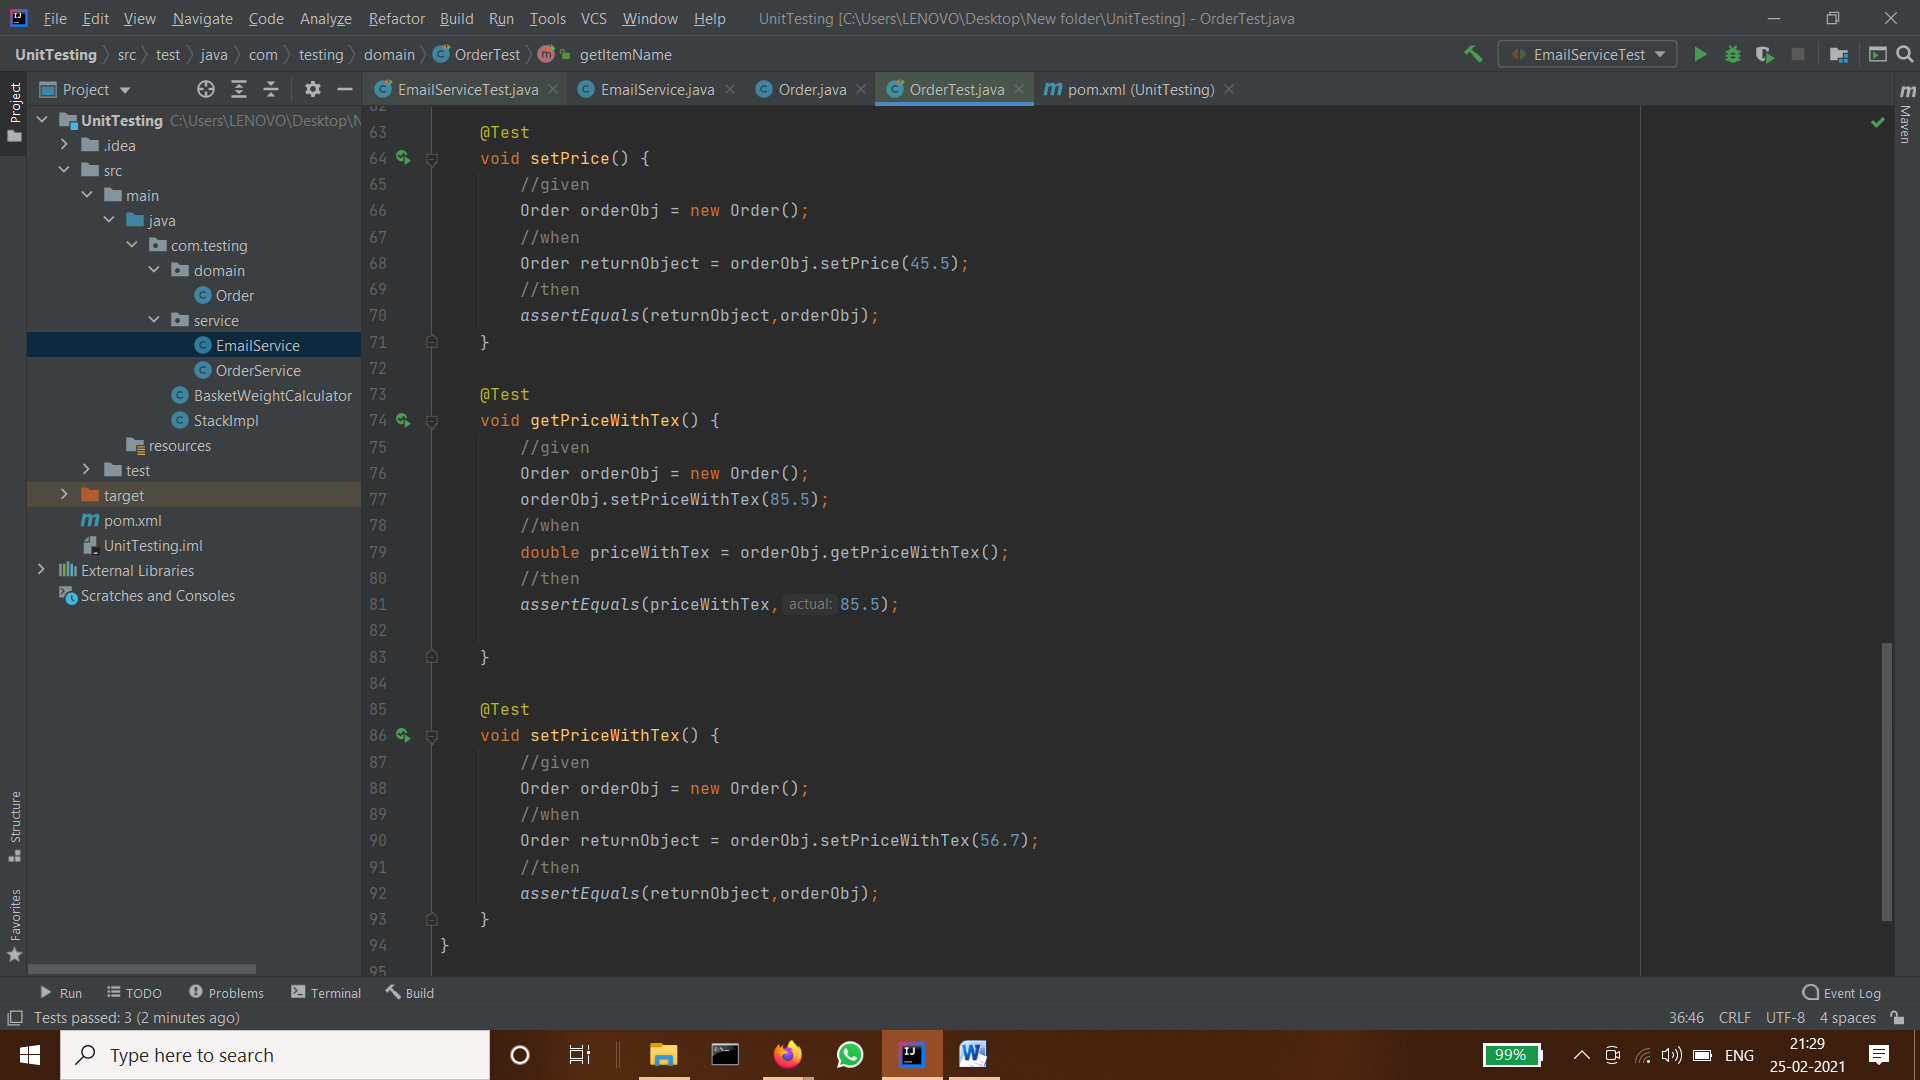 File Edit View Navigate Code Analyze Refactor Build Run Tools VCS Window Help UnitTesting [C:\Users\LENOVO\Desktop\New folder\UnitTesting] - OrderTest.java
UnitTesting src test java com testing domain OrderTest m getItemName EmailServiceTest
Project EmailServiceTest.java EmailService.java Order.java OrderTest.java pom.xml (UnitTesting)
Project
Maven
Structure
Favorites
UnitTesting C:\Users\LENOVO\Desktop\N
.idea
src
main
java
com.testing
domain
Order
service
EmailService
OrderService
BasketWeightCalculator
StackImpl
resources
test
target
pom.xml
UnitTesting.iml
External Libraries
Scratches and Consoles
62
63 @Test
64 void setPrice() {
65 //given
66 Order orderObj = new Order();
67 //when
68 Order returnObject = orderObj.setPrice(45.5);
69 //then
70 assertEquals(returnObject,orderObj);
71 }
72
73 @Test
74 void getPriceWithTex() {
75 //given
76 Order orderObj = new Order();
77 orderObj.setPriceWithTex(85.5);
78 //when
79 double priceWithTex = orderObj.getPriceWithTex();
80 //then
81 assertEquals(priceWithTex, actual: 85.5);
82
83 }
84
85 @Test
86 void setPriceWithTex() {
87 //given
88 Order orderObj = new Order();
89 //when
90 Order returnObject = orderObj.setPriceWithTex(56.7);
91 //then
92 assertEquals(returnObject,orderObj);
93 }
94 }
95
Run TODO Problems Terminal Build Event Log
Tests passed: 3 (2 minutes ago) 36:46 CRLF UTF-8 4 spaces
Type here to search 99% ENG 21:29
25-02-2021